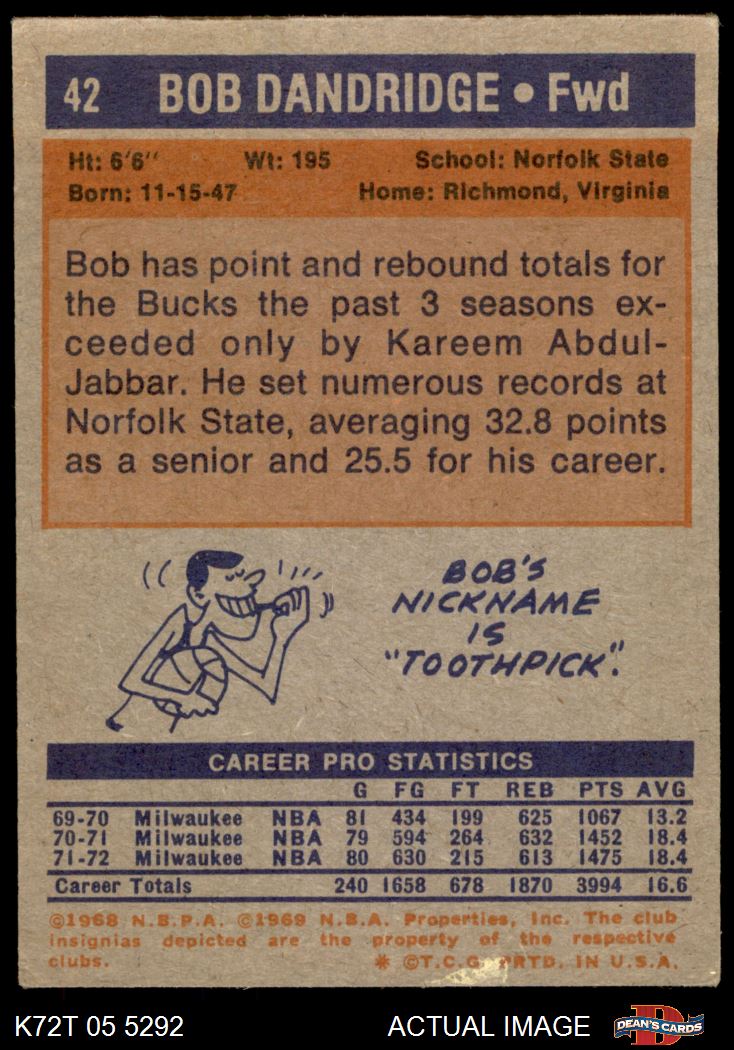 42 BOB DANDRIDGE • Fwd
Ht: 6'6" Wt: 195 School: Norfolk State
Born: 11-15-47 Home: Richmond, Virginia
Bob has point and rebound totals for
the Bucks the past 3 seasons ex-
ceeded only by Kareem Abdul-
Jabbar. He set numerous records at
Norfolk State, averaging 32.8 points
as a senior and 25.5 for his career.
BOB'S
NICKNAME
IS
"TOOTHPICK".
CAREER PRO STATISTICS
G FG FT REB PTS AVG
69-70 Milwaukee NBA 81 434 199 625 1067 13.2
70-71 Milwaukee NBA 79 594 264 632 1452 18.4
71-72 Milwaukee NBA 80 630 215 613 1475 18.4
Career Totals 240 1658 678 1870 3994 16.6
©1968 N.B.P.A. ©1969 N.B.A. Properties, Inc. The club
insignias depicted are the property of the respective
clubs. * ©T.C.G. PRTD. IN U.S.A.
K72T 05 5292 ACTUAL IMAGE D DEAN'S CARDS